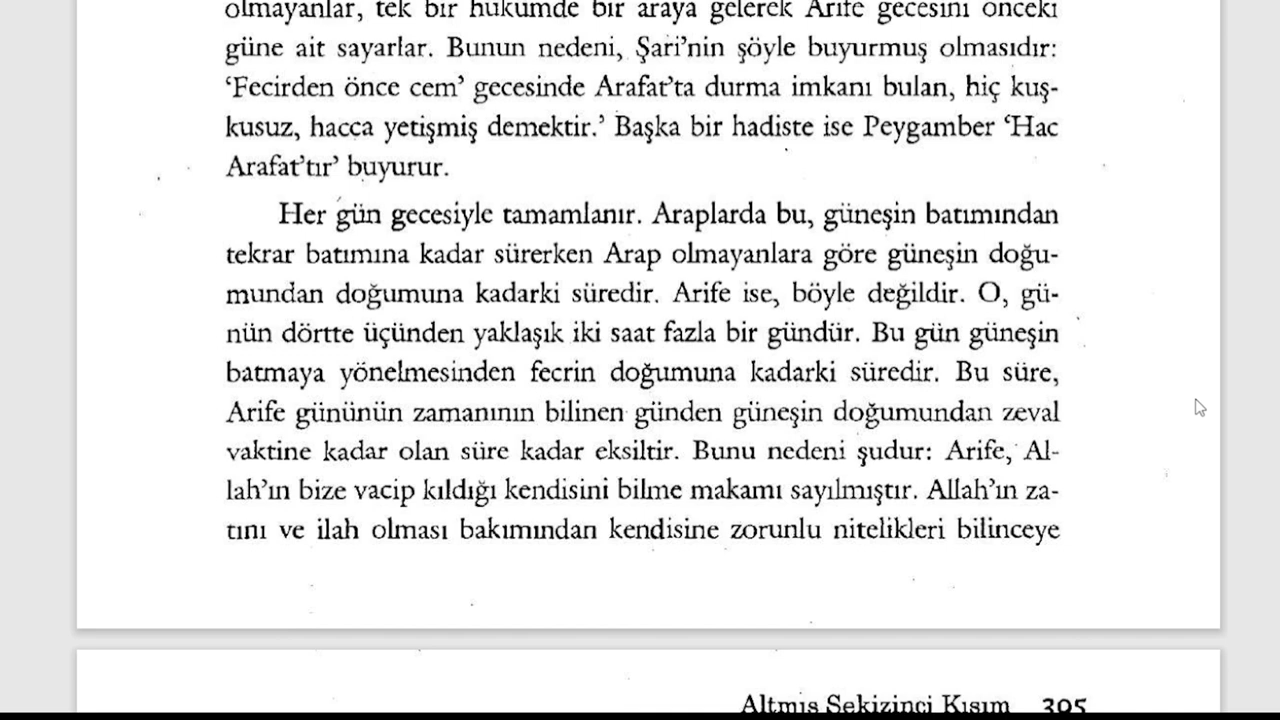 olmayanlar, tek bir hükümde bir araya gelerek Arife gecesini önceki
güne ait sayarlar. Bunun nedeni, Şari’nin şöyle buyurmuş olmasıdır:
‘Fecirden önce cem’ gecesinde Arafat’ta durma imkanı bulan, hiç kuş-
kusuz, hacca yetişmiş demektir.’ Başka bir hadiste ise Peygamber ‘Hac
Arafat’tır’ buyurur.
Her gün gecesiyle tamamlanır. Araplarda bu, güneşin batımından
tekrar batımına kadar sürerken Arap olmayanlara göre güneşin doğu-
mundan doğumuna kadarki süredir. Arife ise, böyle değildir. O, gü-
nün dörtte üçünden yaklaşık iki saat fazla bir gündür. Bu gün güneşin
batmaya yönelmesinden fecrin doğumuna kadarki süredir. Bu süre,
Arife gününün zamanının bilinen günden güneşin doğumundan zeval
vaktine kadar olan süre kadar eksiltir. Bunu nedeni şudur: Arife, Al-
lah’ın bize vacip kıldığı kendisini bilme makamı sayılmıştır. Allah’ın za-
tını ve ilah olması bakımından kendisine zorunlu nitelikleri bilinceye
Altmış Sekizinci Kısım 305